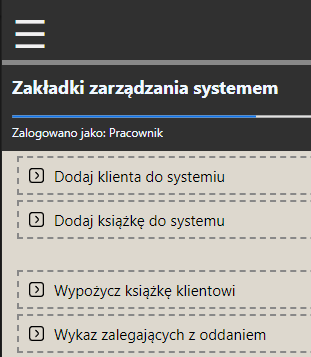 Zakładki zarządzania systemem
Zalogowano jako: Pracownik
Dodaj klienta do systemiu
Dodaj książkę do systemu
Wypożycz książkę klientowi
Wykaz zalegających z oddaniem